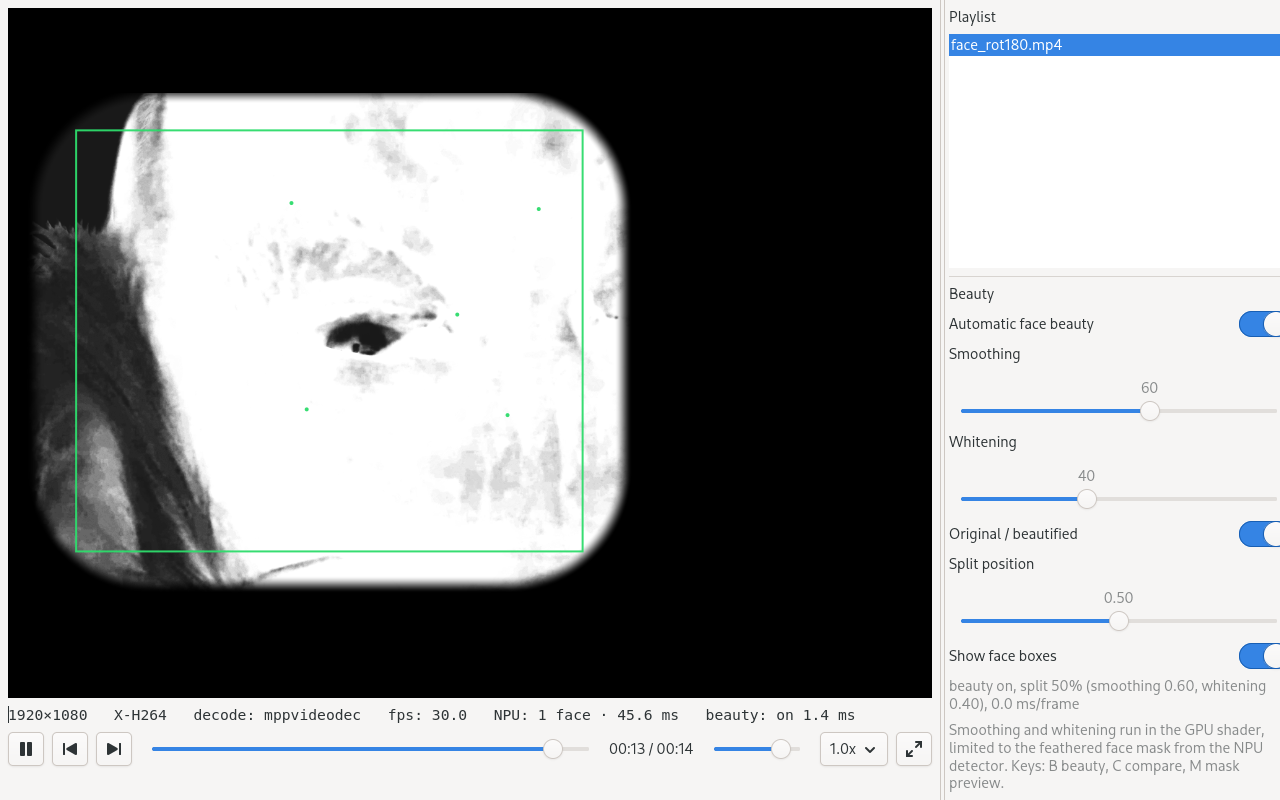 Playlist
face_rot180.mp4
Beauty
Automatic face beauty
Smoothing
60
Whitening
40
Original / beautified
Split position
0.50
Show face boxes
beauty on, split 50% (smoothing 0.60, whitening
0.40), 0.0 ms/frame
Smoothing and whitening run in the GPU shader,
limited to the feathered face mask from the NPU
detector. Keys: B beauty, C compare, M mask
preview.
1920×1080 X-H264 decode: mppvideodec fps: 30.0 NPU: 1 face · 45.6 ms beauty: on 1.4 ms
00:13 / 00:14
1.0x